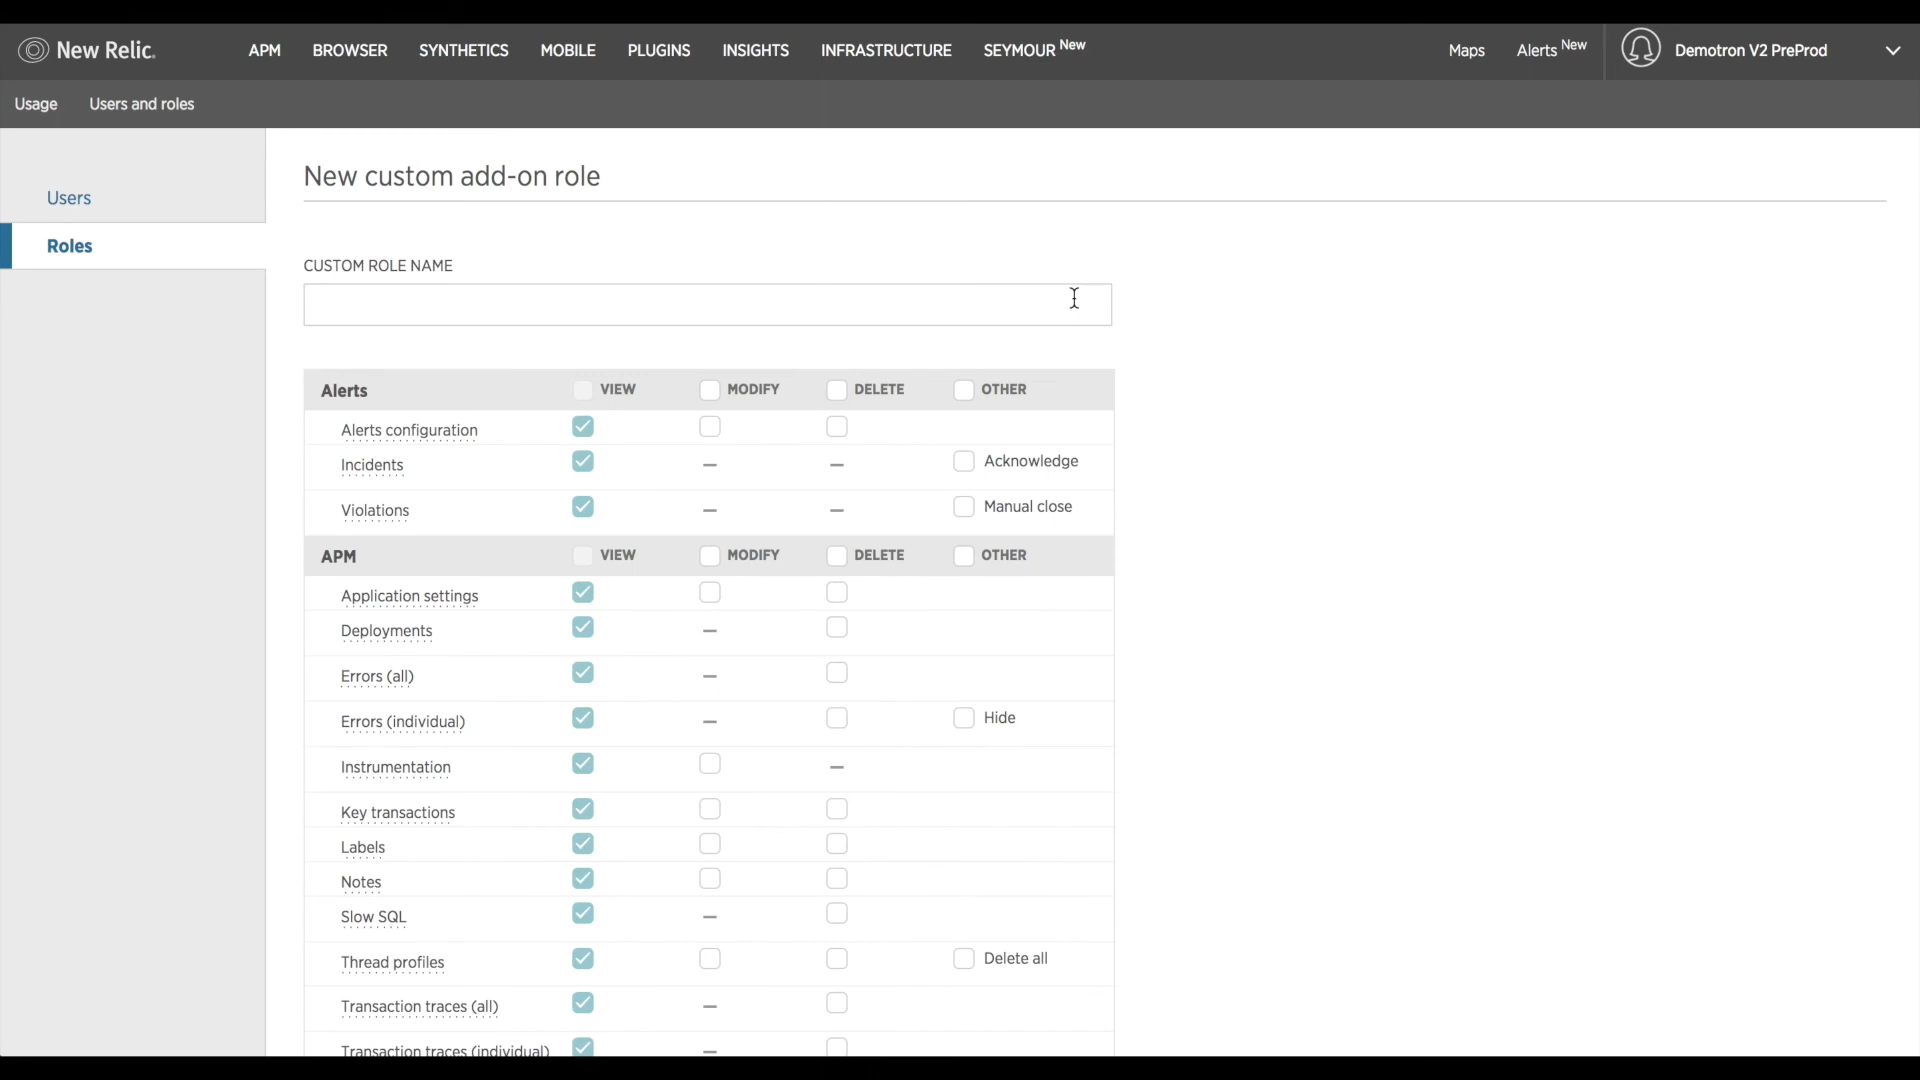 New Relic. APM BROWSER SYNTHETICS MOBILE PLUGINS INSIGHTS INFRASTRUCTURE SEYMOUR New Maps Alerts New Demotron V2 PreProd
Usage Users and roles
Users
Roles
New custom add-on role
CUSTOM ROLE NAME
Alerts VIEW MODIFY DELETE OTHER
Alerts configuration
Incidents – – Acknowledge
Violations – – Manual close
APM VIEW MODIFY DELETE OTHER
Application settings
Deployments –
Errors (all) –
Errors (individual) – Hide
Instrumentation –
Key transactions
Labels
Notes
Slow SQL –
Thread profiles Delete all
Transaction traces (all) –
Transaction traces (individual) –